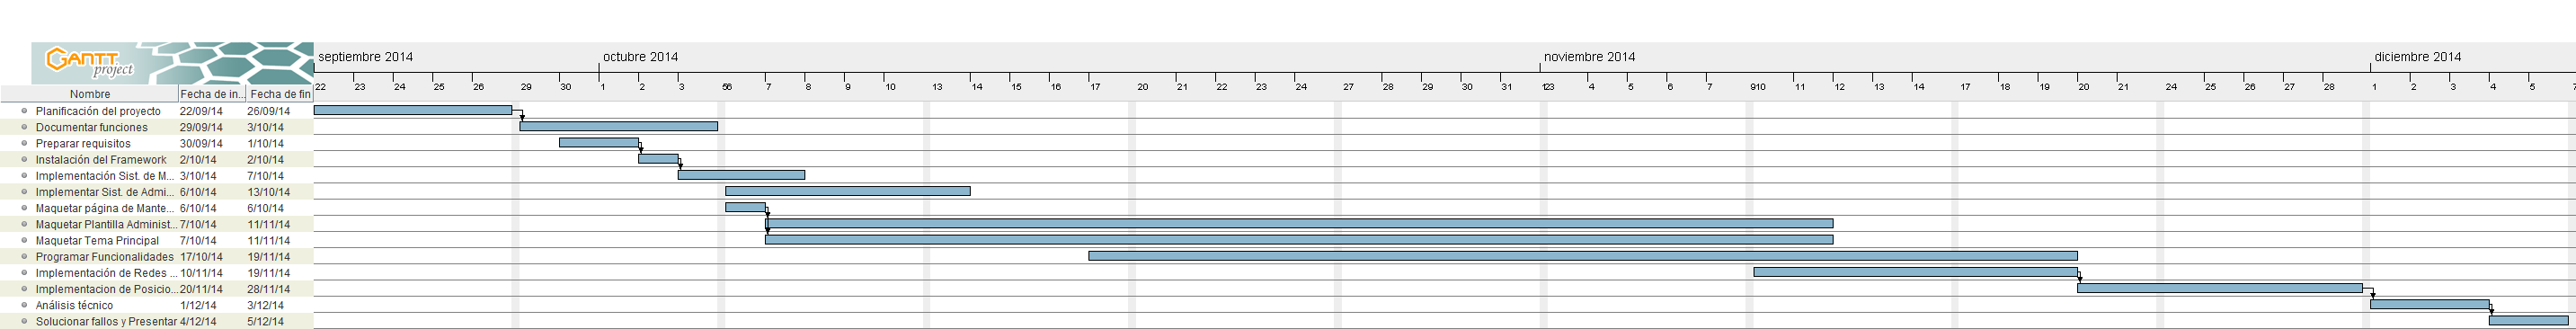 GANTT
project
septiembre 2014 octubre 2014 noviembre 2014 diciembre 2014
22 23 24 25 26 29 30 1 2 3 56 7 8 9 10 13 14 15 16 17 20 21 22 23 24 27 28 29 30 31 123 4 5 6 7 910 11 12 13 14 17 18 19 20 21 24 25 26 27 28 1 2 3 4 5 7
Nombre Fecha de in... Fecha de fin
Planificación del proyecto 22/09/14 26/09/14
Documentar funciones 29/09/14 3/10/14
Preparar requisitos 30/09/14 1/10/14
Instalación del Framework 2/10/14 2/10/14
Implementación Sist. de M... 3/10/14 7/10/14
Implementar Sist. de Admi... 6/10/14 13/10/14
Maquetar página de Mante... 6/10/14 6/10/14
Maquetar Plantilla Administ... 7/10/14 11/11/14
Maquetar Tema Principal 7/10/14 11/11/14
Programar Funcionalidades 17/10/14 19/11/14
Implementación de Redes ... 10/11/14 19/11/14
Implementacion de Posicio... 20/11/14 28/11/14
Análisis técnico 1/12/14 3/12/14
Solucionar fallos y Presentar 4/12/14 5/12/14